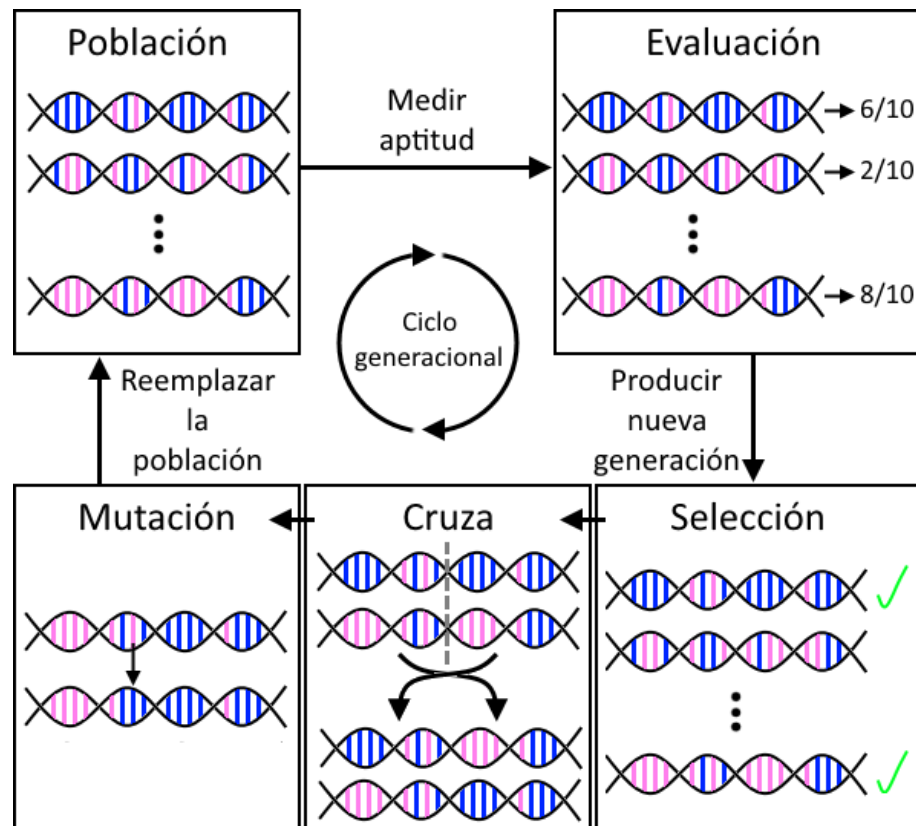 Población
Medir
aptitud
Evaluación
6/10
2/10
8/10
Ciclo
generacional
Reemplazar
la
población
Producir
nueva
generación
Mutación
Cruza
Selección